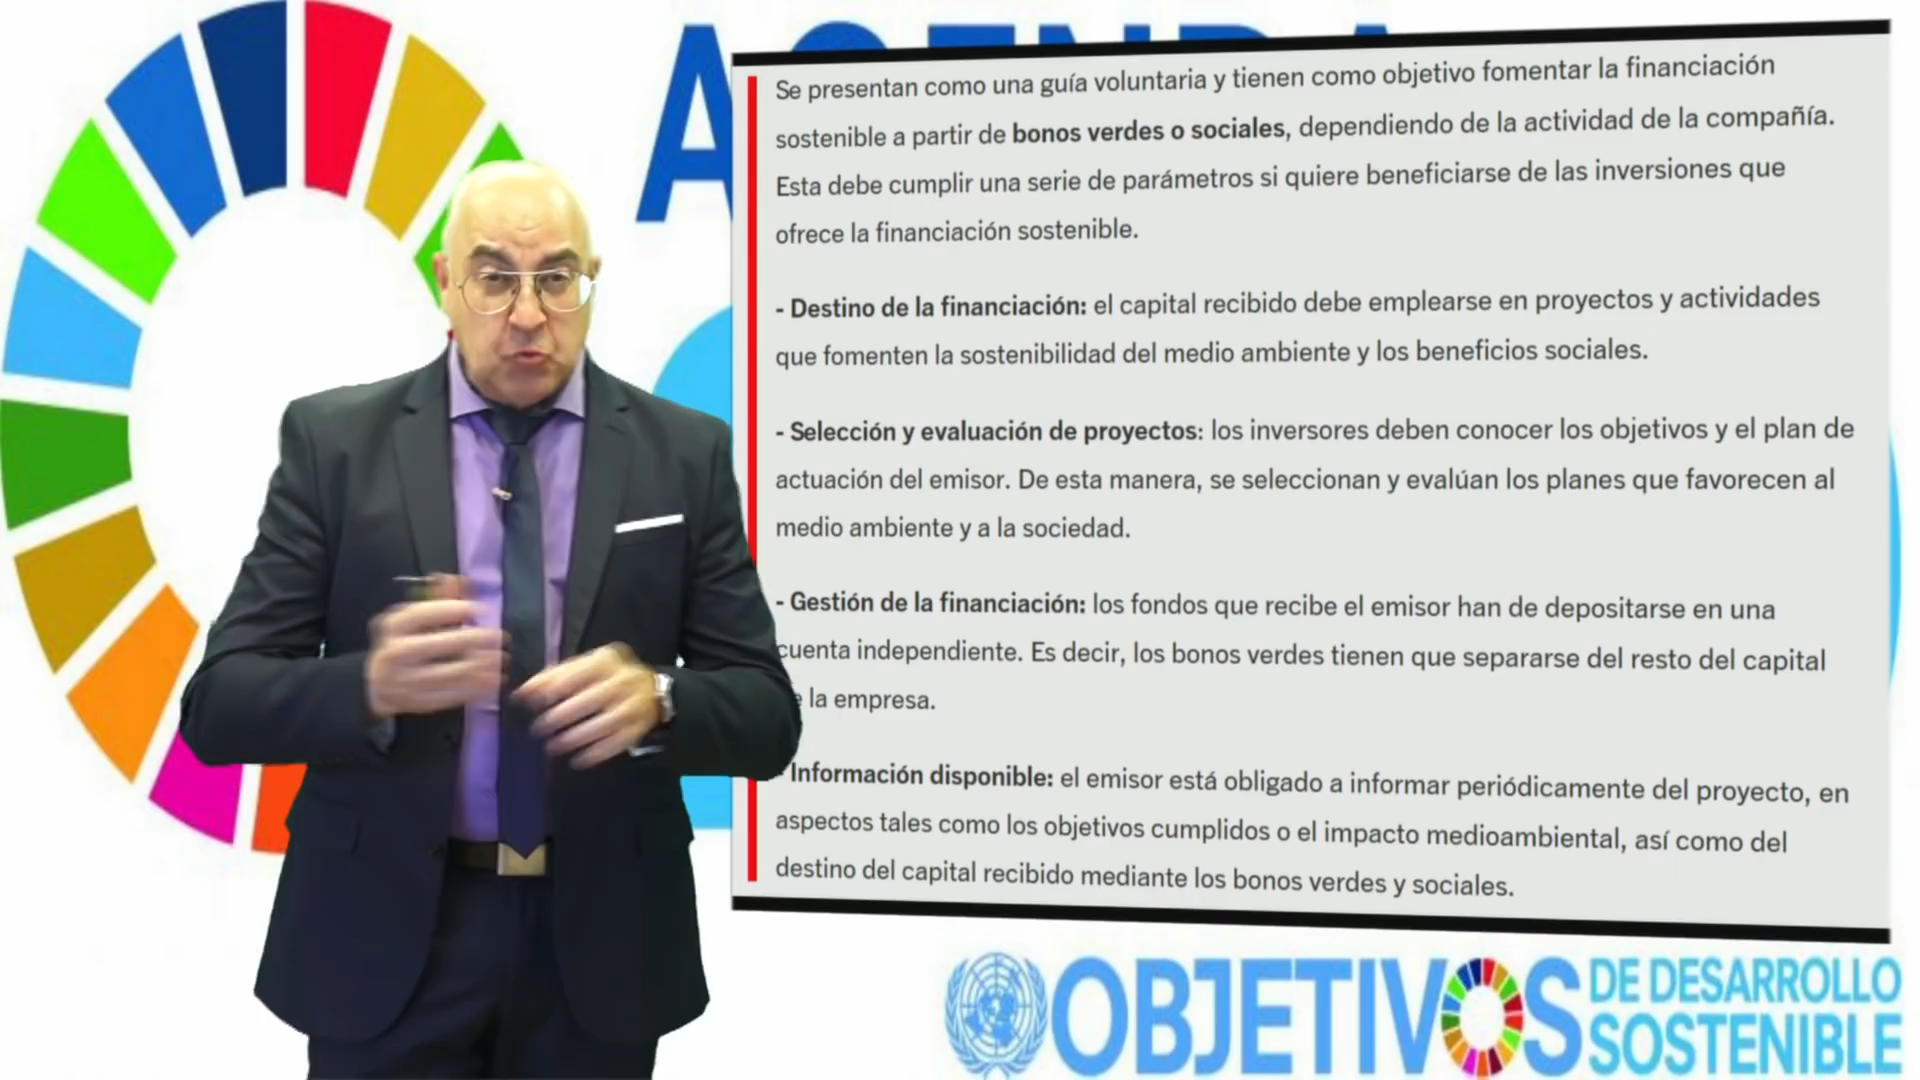 AGENDA
Se presentan como una guía voluntaria y tienen como objetivo fomentar la financiación
sostenible a partir de bonos verdes o sociales, dependiendo de la actividad de la compañía.
Esta debe cumplir una serie de parámetros si quiere beneficiarse de las inversiones que
ofrece la financiación sostenible.
- Destino de la financiación: el capital recibido debe emplearse en proyectos y actividades
que fomenten la sostenibilidad del medio ambiente y los beneficios sociales.
- Selección y evaluación de proyectos: los inversores deben conocer los objetivos y el plan de
actuación del emisor. De esta manera, se seleccionan y evalúan los planes que favorecen al
medio ambiente y a la sociedad.
- Gestión de la financiación: los fondos que recibe el emisor han de depositarse en una
cuenta independiente. Es decir, los bonos verdes tienen que separarse del resto del capital
la empresa.
- Información disponible: el emisor está obligado a informar periódicamente del proyecto, en
aspectos tales como los objetivos cumplidos o el impacto medioambiental, así como del
destino del capital recibido mediante los bonos verdes y sociales.
OBJETIVOS
DE DESARROLLO
SOSTENIBLE